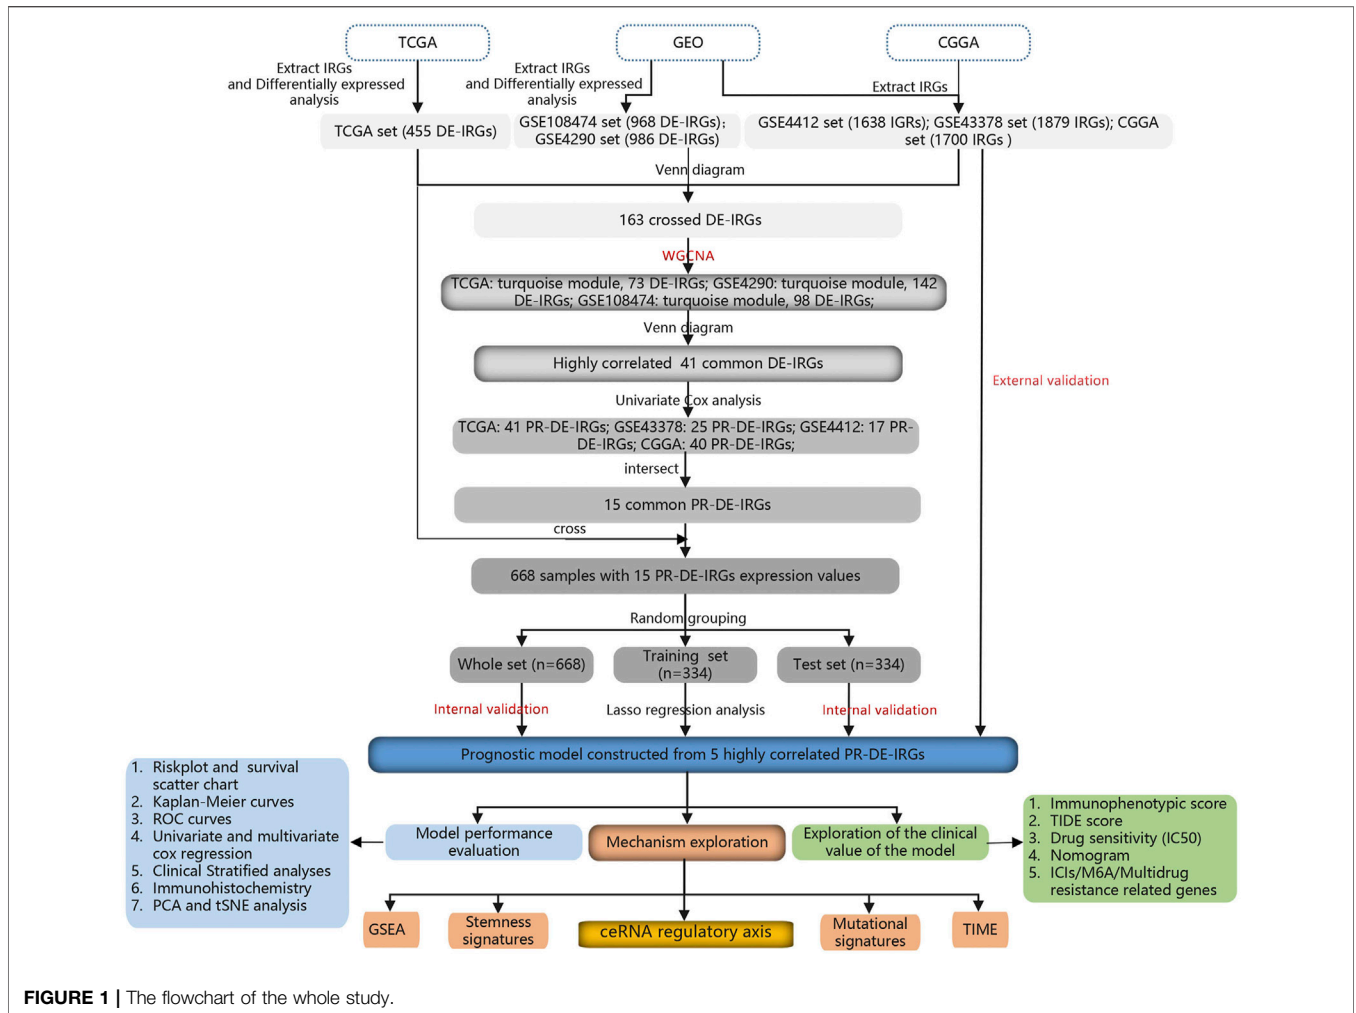 TCGA
GEO
CGGA
Extract IRGs
and Differentially expressed
analysis
Extract IRGs
and Differentially expressed
analysis
Extract IRGs
TCGA set (455 DE-IRGs)
GSE108474 set (968 DE-IRGs);
GSE4290 set (986 DE-IRGs)
GSE4412 set (1638 IGRs); GSE43378 set (1879 IRGs); CGGA
set (1700 IRGs )
Venn diagram
163 crossed DE-IRGs
WGCNA
TCGA: turquoise module, 73 DE-IRGs; GSE4290: turquoise module, 142
DE-IRGs; GSE108474: turquoise module, 98 DE-IRGs;
Venn diagram
Highly correlated 41 common DE-IRGs
External validation
Univariate Cox analysis
TCGA: 41 PR-DE-IRGs; GSE43378: 25 PR-DE-IRGs; GSE4412: 17 PR-
DE-IRGs; CGGA: 40 PR-DE-IRGs;
intersect
15 common PR-DE-IRGs
cross
668 samples with 15 PR-DE-IRGs expression values
Random grouping
Whole set (n=668)
Training set
(n=334)
Test set (n=334)
Internal validation
Lasso regression analysis
Internal validation
Prognostic model constructed from 5 highly correlated PR-DE-IRGs
1. Riskplot and survival
scatter chart
2. Kaplan-Meier curves
3. ROC curves
4. Univariate and multivariate
cox regression
5. Clinical Stratified analyses
6. Immunohistochemistry
7. PCA and tSNE analysis
Model performance
evaluation
Mechanism exploration
Exploration of the clinical
value of the model
1. Immunophenotypic score
2. TIDE score
3. Drug sensitivity (IC50)
4. Nomogram
5. ICIs/M6A/Multidrug
resistance related genes
GSEA
Stemness
signatures
ceRNA regulatory axis
Mutational
signatures
TIME
FIGURE 1 | The flowchart of the whole study.